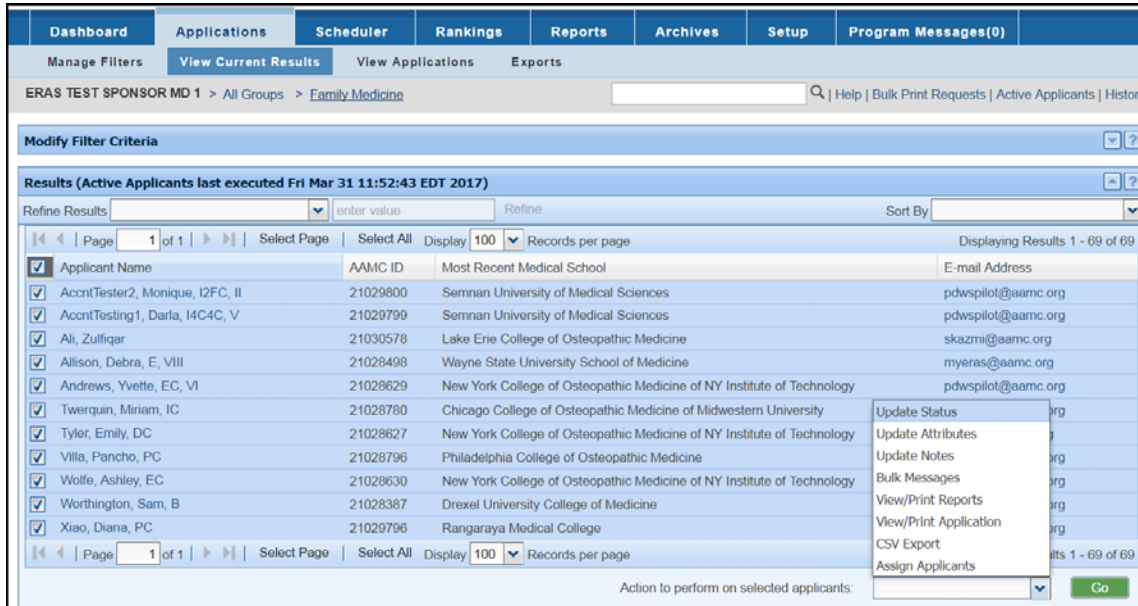 Dashboard Applications Scheduler Rankings Reports Archives Setup Program Messages(0)
Manage Filters View Current Results View Applications Exports
ERAS TEST SPONSOR MD 1 > All Groups > Family Medicine | Help | Bulk Print Requests | Active Applicants | Histor
Modify Filter Criteria ?
Results (Active Applicants last executed Fri Mar 31 11:52:43 EDT 2017) ?
Refine Results enter value Refine Sort By
Page 1 of 1 Select Page | Select All Display 100 Records per page Displaying Results 1 - 69 of 69
Applicant Name AAMC ID Most Recent Medical School E-mail Address
AccntTester2, Monique, I2FC, II 21029800 Semnan University of Medical Sciences pdwspilot@aamc.org
AccntTesting1, Darla, I4C4C, V 21029799 Semnan University of Medical Sciences pdwspilot@aamc.org
Ali, Zulfiqar 21030578 Lake Erie College of Osteopathic Medicine skazmi@aamc.org
Allison, Debra, E, VIII 21028498 Wayne State University School of Medicine myeras@aamc.org
Andrews, Yvette, EC, VI 21028629 New York College of Osteopathic Medicine of NY Institute of Technology pdwspilot@aamc.org
Twerquin, Miriam, IC 21028780 Chicago College of Osteopathic Medicine of Midwestern University Update Status org
Tyler, Emily, DC 21028627 New York College of Osteopathic Medicine of NY Institute of Technology Update Attributes
Villa, Pancho, PC 21028796 Philadelphia College of Osteopathic Medicine Update Notes org
Wolfe, Ashley, EC 21028630 New York College of Osteopathic Medicine of NY Institute of Technology Bulk Messages org
Worthington, Sam, B 21028387 Drexel University College of Medicine View/Print Reports org
Xiao, Diana, PC 21029796 Rangaraya Medical College View/Print Application org
Page 1 of 1 Select Page | Select All Display 100 Records per page CSV Export lts 1 - 69 of 69
Assign Applicants
Action to perform on selected applicants: Go